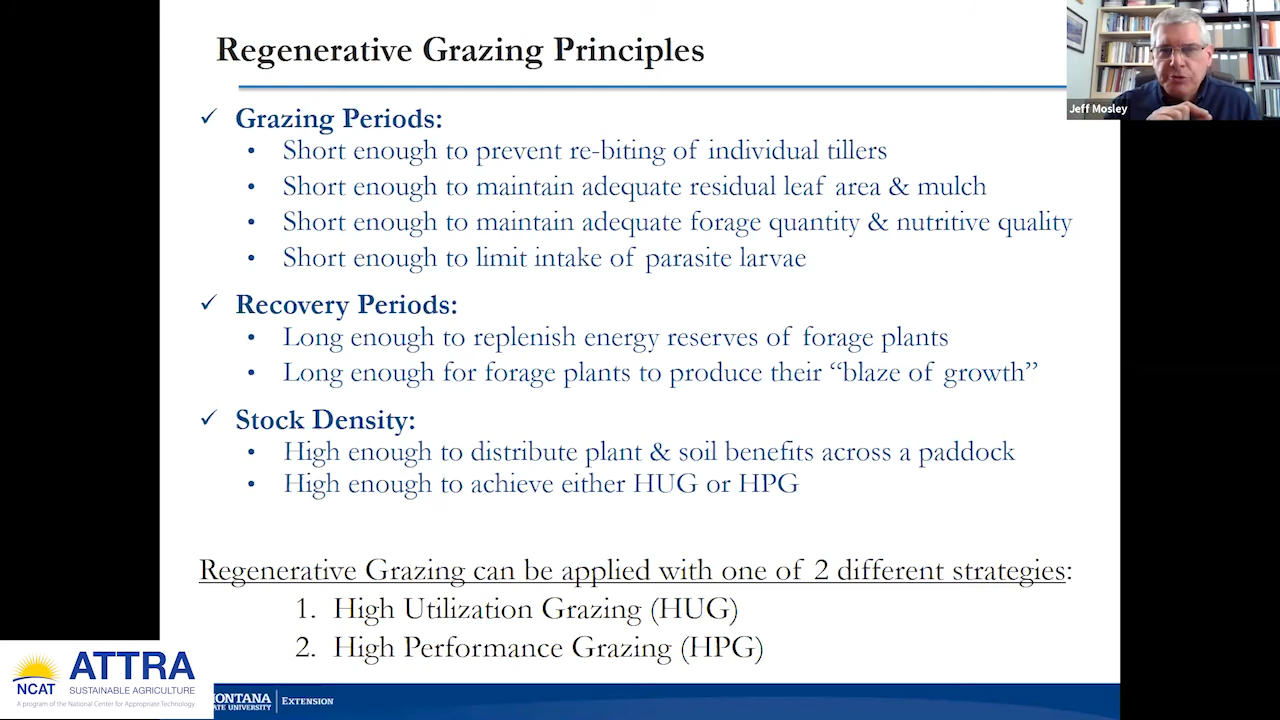 Regenerative Grazing Principles
Jeff Mosley
✓ Grazing Periods:
• Short enough to prevent re-biting of individual tillers
• Short enough to maintain adequate residual leaf area & mulch
• Short enough to maintain adequate forage quantity & nutritive quality
• Short enough to limit intake of parasite larvae
✓ Recovery Periods:
• Long enough to replenish energy reserves of forage plants
• Long enough for forage plants to produce their “blaze of growth”
✓ Stock Density:
• High enough to distribute plant & soil benefits across a paddock
• High enough to achieve either HUG or HPG
Regenerative Grazing can be applied with one of 2 different strategies:
1. High Utilization Grazing (HUG)
2. High Performance Grazing (HPG)
NCAT
ATTRA
SUSTAINABLE AGRICULTURE
A program of the National Center for Appropriate Technology
ONTANA
ATE UNIVERSITY
EXTENSION